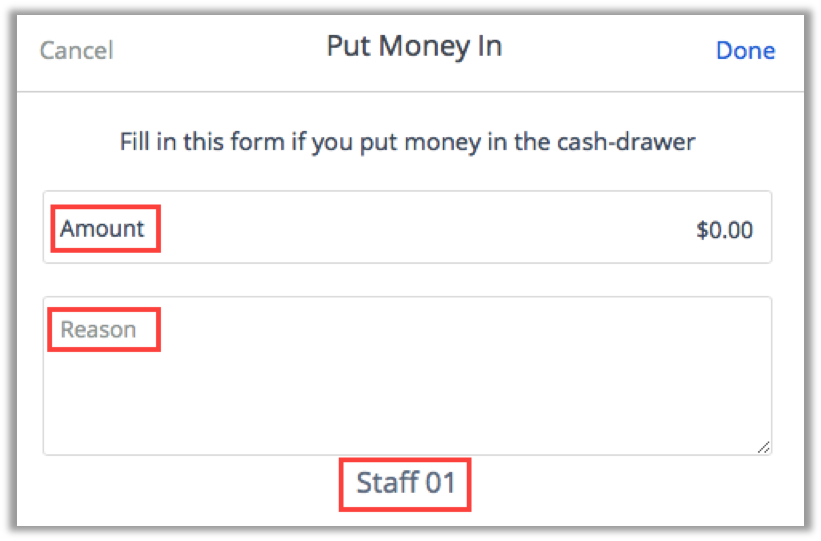 Cancel Put Money In Done
Fill in this form if you put money in the cash-drawer
Amount $0.00
Reason
Staff 01